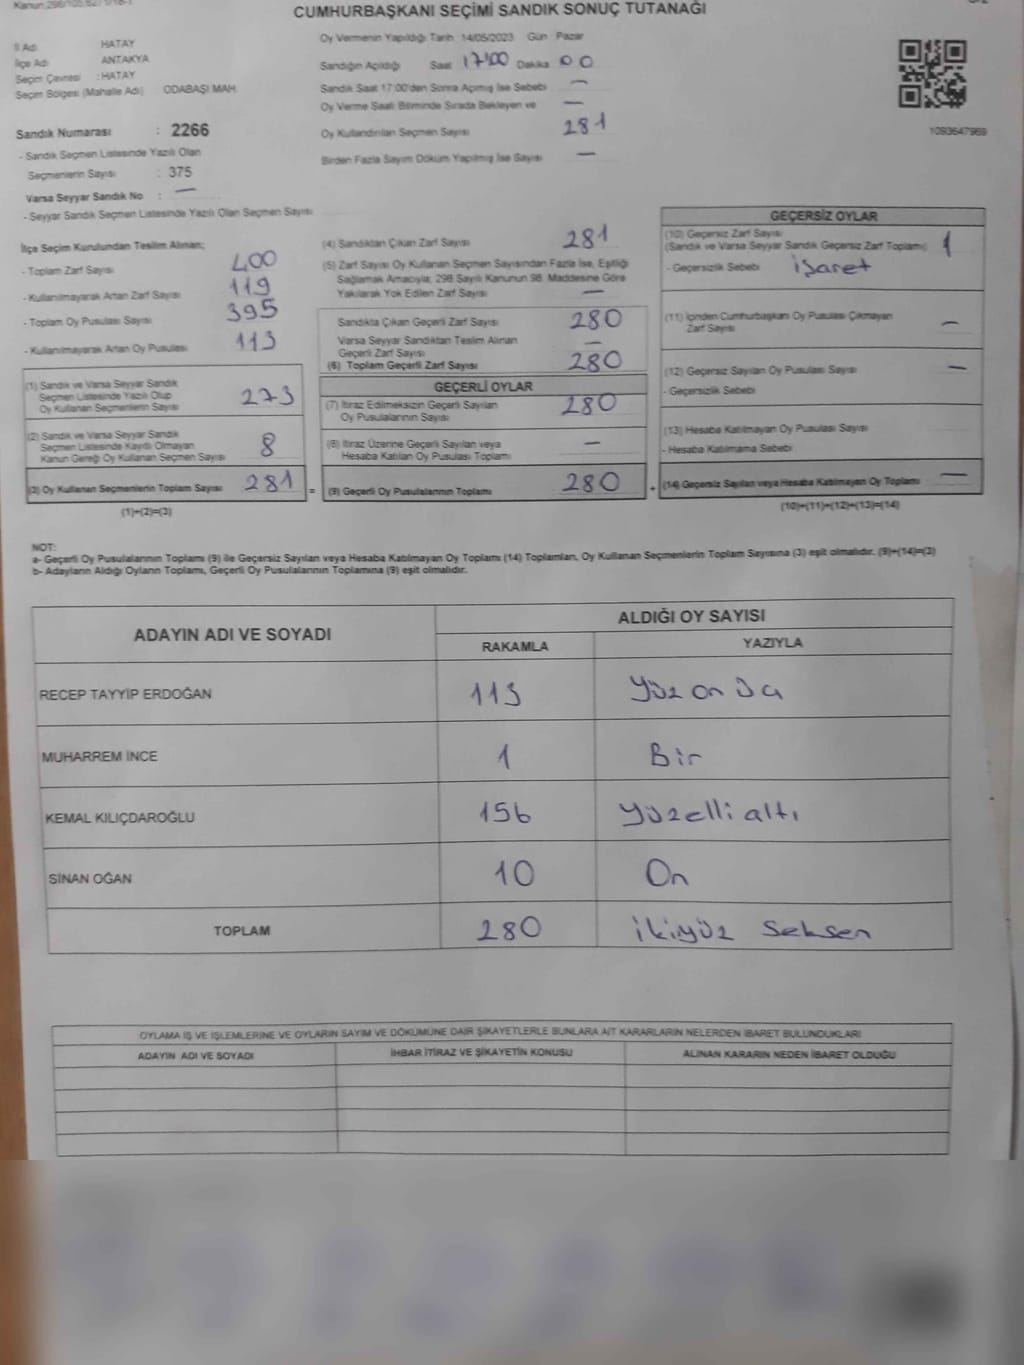 CUMHURBAŞKANI SEÇİMİ SANDIK SONUÇ TUTANAĞI
İl Adı HATAY
İlçe Adı ANTAKYA
Seçim Çevresi : HATAY
Seçim Bölgesi (Mahalle Adı) ODABAŞI MAH.
Sandık Numarası : 2266
- Sandık Seçmen Listesinde Yazılı Olan
Seçmenlerin Sayısı : 375
Varsa Seyyar Sandık No : —
- Seyyar Sandık Seçmen Listesinde Yazılı Olan Seçmen Sayısı
Oy Vermenin Yapıldığı Tarih 14/05/2023 Gün Pazar
Sandığın Açıldığı Saat 17:00 Dakika 00
Sandık Saat 17:00'den Sonra Açımış İse Sebebi —
Oy Verme Saati Bitiminde Sırada Bekleyen ve —
Oy Kullandırılan Seçmen Sayısı 281
Birden Fazla Sayım Döküm Yapılmış İse Sayısı —
1093647969
İlçe Seçim Kurulundan Teslim Alınan;
- Toplam Zarf Sayısı 400
- Kullanılmayarak Artan Zarf Sayısı 119
- Toplam Oy Pusulası Sayısı 395
- Kullanılmayarak Artan Oy Pusulası 113
(1) Sandık ve Varsa Seyyar Sandık
Seçmen Listesinde Yazılı Olup
Oy Kullanan Seçmenlerin Sayısı 273
(2) Sandık ve Varsa Seyyar Sandık
Seçmen Listesinde Kayıtlı Olmayan
Kanun Gereği Oy Kullanan Seçmen Sayısı 8
(3) Oy Kullanan Seçmenlerin Toplam Sayısı 281 =
(1)+(2)=(3)
(4) Sandıktan Çıkan Zarf Sayısı 281
(5) Zarf Sayısı Oy Kullanan Seçmen Sayısından Fazla İse, Eşitliği
Sağlamak Amacıyla; 298 Sayılı Kanunun 98. Maddesine Göre
Yakılarak Yok Edilen Zarf Sayısı —
Sandıkta Çıkan Geçerli Zarf Sayısı 280
Varsa Seyyar Sandıktan Teslim Alınan
Geçerli Zarf Sayısı —
(6) Toplam Geçerli Zarf Sayısı 280
GEÇERLİ OYLAR
(7) İtiraz Edilmeksizin Geçerli Sayılan
Oy Pusulalarının Sayısı 280
(8) İtiraz Üzerine Geçerli Sayılan veya
Hesaba Katılan Oy Pusulası Toplamı —
(9) Geçerli Oy Pusulalarının Toplamı 280 +
GEÇERSİZ OYLAR
(10) Geçersiz Zarf Sayısı
(Sandık ve Varsa Seyyar Sandık Geçersiz Zarf Toplamı) 1
- Geçersizlik Sebebi işaret
(11) İçinden Cumhurbaşkanı Oy Pusulası Çıkmayan
Zarf Sayısı —
(12) Geçersiz Sayılan Oy Pusulası Sayısı —
- Geçersizlik Sebebi
(13) Hesaba Katılmayan Oy Pusulası Sayısı
- Hesaba Katılmama Sebebi
(14) Geçersiz Sayılan veya Hesaba Katılmayan Oy Toplamı —
(10)+(11)+(12)+(13)=(14)
NOT:
a- Geçerli Oy Pusulalarının Toplamı (9) ile Geçersiz Sayılan veya Hesaba Katılmayan Oy Toplamı (14) Toplamları, Oy Kullanan Seçmenlerin Toplam Sayısına (3) eşit olmalıdır. (9)+(14)=(3)
b- Adayların Aldığı Oyların Toplamı, Geçerli Oy Pusulalarının Toplamına (9) eşit olmalıdır.
ADAYIN ADI VE SOYADI ALDIĞI OY SAYISI
RAKAMLA YAZIYLA
RECEP TAYYİP ERDOĞAN 113 Yüz on üç
MUHARREM İNCE 1 Bir
KEMAL KILIÇDAROĞLU 156 Yüzelli altı
SİNAN OĞAN 10 On
TOPLAM 280 ikiyüz Seksen
OYLAMA İŞ VE İŞLEMLERİNE VE OYLARIN SAYIM VE DÖKÜMÜNE DAİR ŞİKAYETLERLE BUNLARA AİT KARARLARIN NELERDEN İBARET BULUNDUKLARI
ADAYIN ADI VE SOYADI İHBAR İTİRAZ VE ŞİKAYETİN KONUSU ALINAN KARARIN NEDEN İBARET OLDUĞU